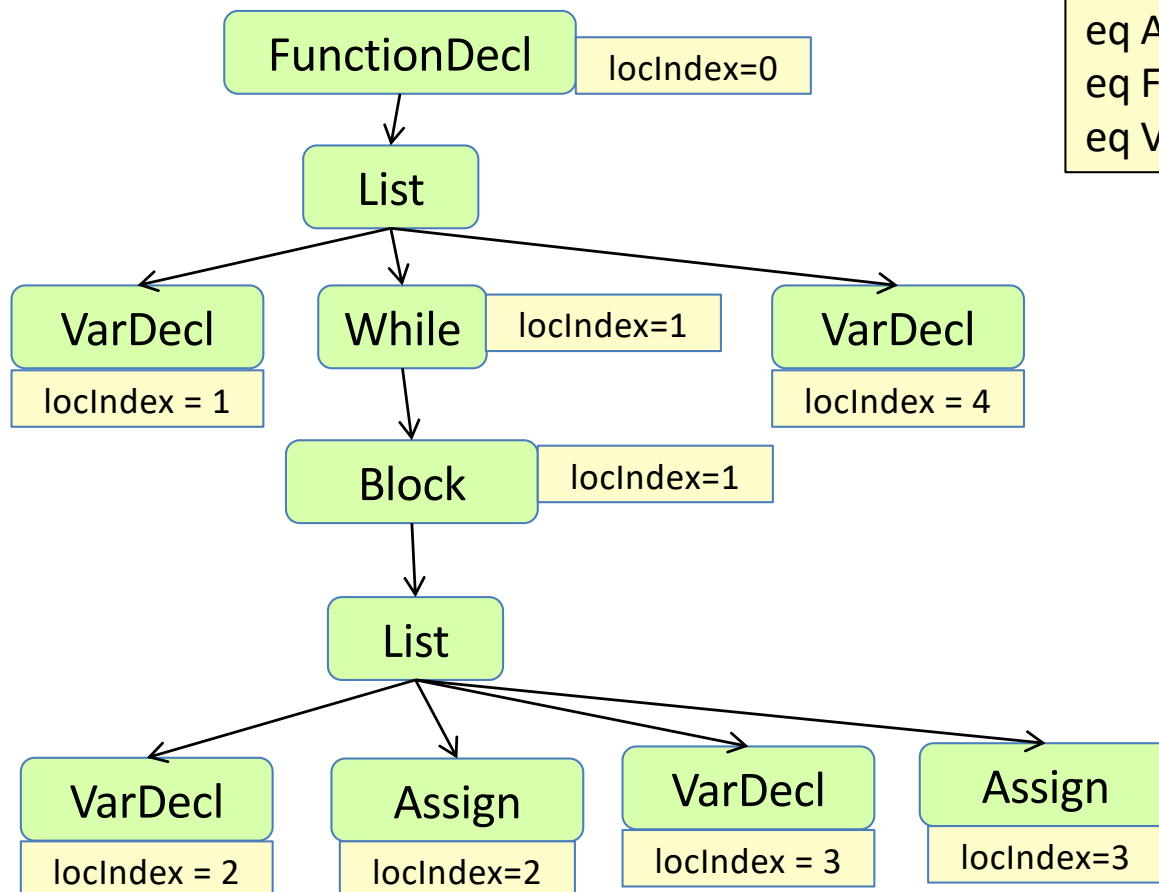 eq A
eq F
eq V
FunctionDecl
locIndex=0
List
VarDecl
While
locIndex=1
VarDecl
locIndex = 1
locIndex = 4
Block
locIndex=1
List
VarDecl
Assign
VarDecl
Assign
locIndex = 2
locIndex=2
locIndex = 3
locIndex=3